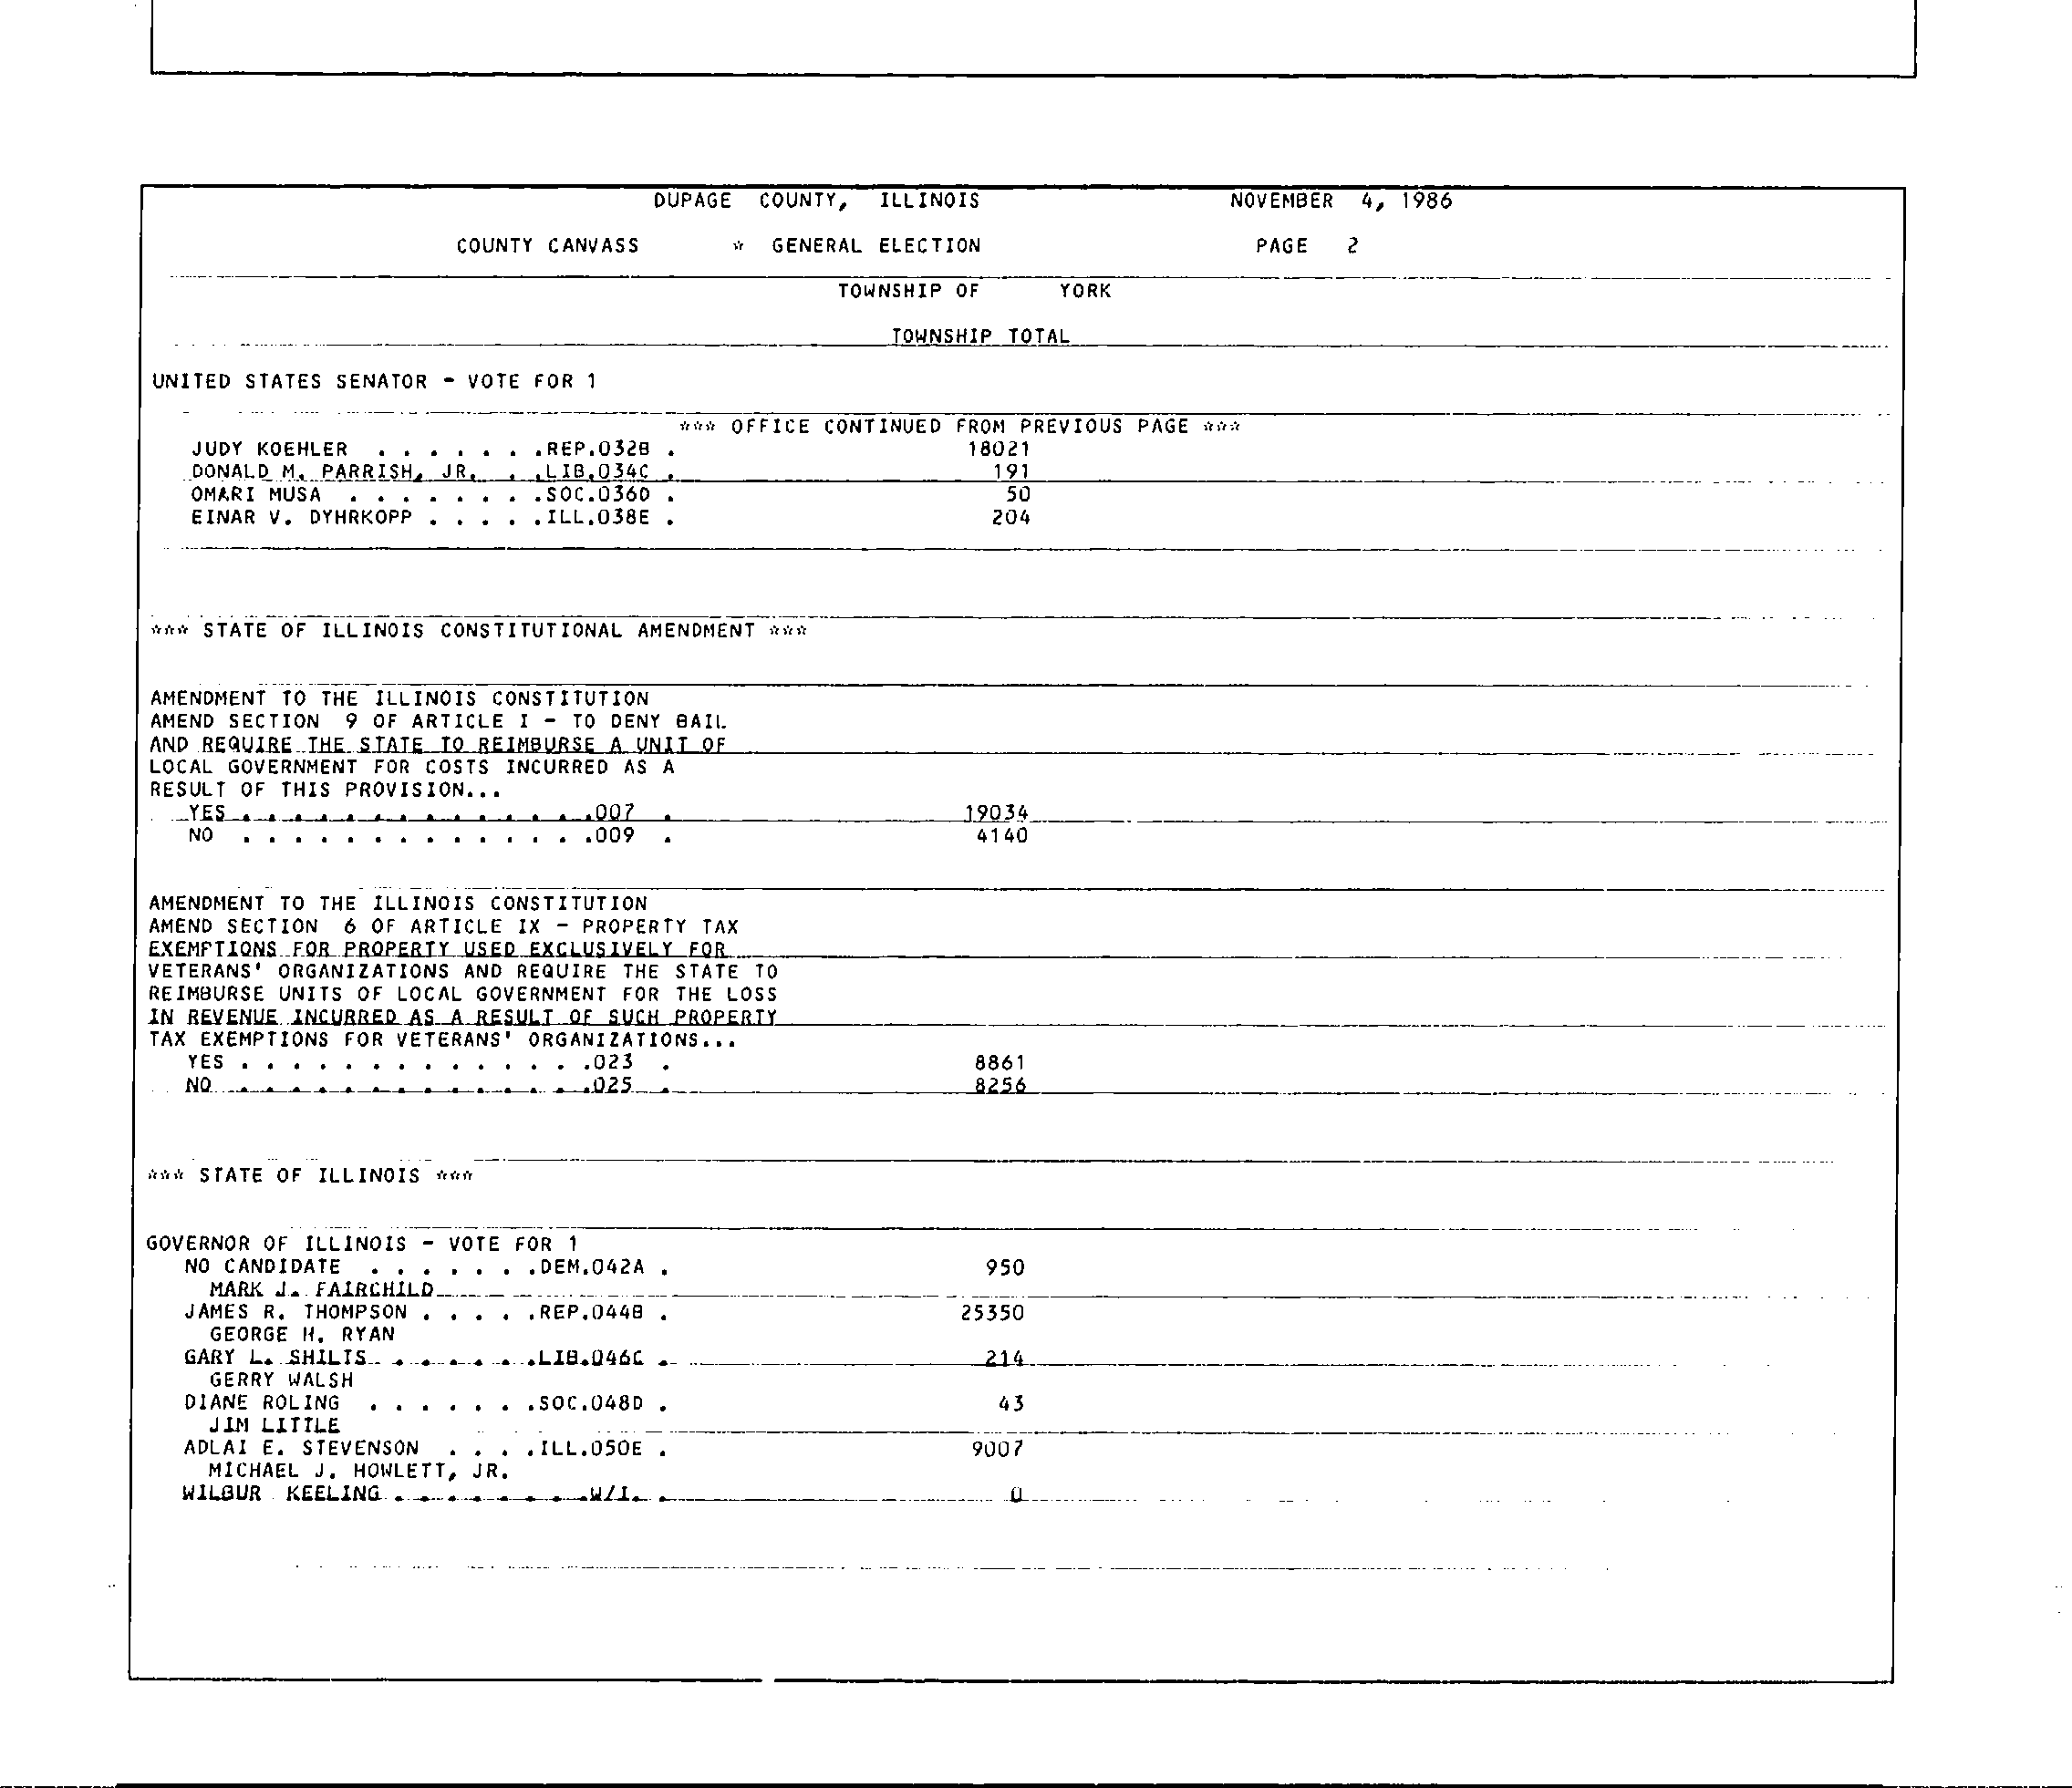 DUPAGE COUNTY, ILLINOIS NOVEMBER 4, 1986
COUNTY CANVASS * GENERAL ELECTION PAGE 2
TOWNSHIP OF YORK
TOWNSHIP TOTAL
UNITED STATES SENATOR - VOTE FOR 1
*** OFFICE CONTINUED FROM PREVIOUS PAGE ***
JUDY KOEHLER . . . . . . .REP.032B . 18021
DONALD M. PARRISH, JR. . .LIB.034C . 191
OMARI MUSA . . . . . . . .SOC.036D . 50
EINAR V. DYHRKOPP . . . . .ILL.038E . 204
*** STATE OF ILLINOIS CONSTITUTIONAL AMENDMENT ***
AMENDMENT TO THE ILLINOIS CONSTITUTION
AMEND SECTION 9 OF ARTICLE I - TO DENY BAIL
AND REQUIRE THE STATE TO REIMBURSE A UNIT OF
LOCAL GOVERNMENT FOR COSTS INCURRED AS A
RESULT OF THIS PROVISION...
YES . . . . . . . . . . . . . .007 . 19034
NO . . . . . . . . . . . . . .009 . 4140
AMENDMENT TO THE ILLINOIS CONSTITUTION
AMEND SECTION 6 OF ARTICLE IX - PROPERTY TAX
EXEMPTIONS FOR PROPERTY USED EXCLUSIVELY FOR
VETERANS' ORGANIZATIONS AND REQUIRE THE STATE TO
REIMBURSE UNITS OF LOCAL GOVERNMENT FOR THE LOSS
IN REVENUE INCURRED AS A RESULT OF SUCH PROPERTY
TAX EXEMPTIONS FOR VETERANS' ORGANIZATIONS...
YES . . . . . . . . . . . . . .023 . 8861
NO . . . . . . . . . . . . . .025 . 8256
*** STATE OF ILLINOIS ***
GOVERNOR OF ILLINOIS - VOTE FOR 1
NO CANDIDATE . . . . . . .DEM.042A . 950
MARK J. FAIRCHILD
JAMES R. THOMPSON . . . . .REP.044B . 25350
GEORGE H. RYAN
GARY L. SHILTS . . . . . .LIB.046C . 214
GERRY WALSH
DIANE ROLING . . . . . . .SOC.048D . 43
JIM LITTLE
ADLAI E. STEVENSON . . . .ILL.050E . 9007
MICHAEL J. HOWLETT, JR.
WILBUR KEELING . . . . . . . .W/I. . 0